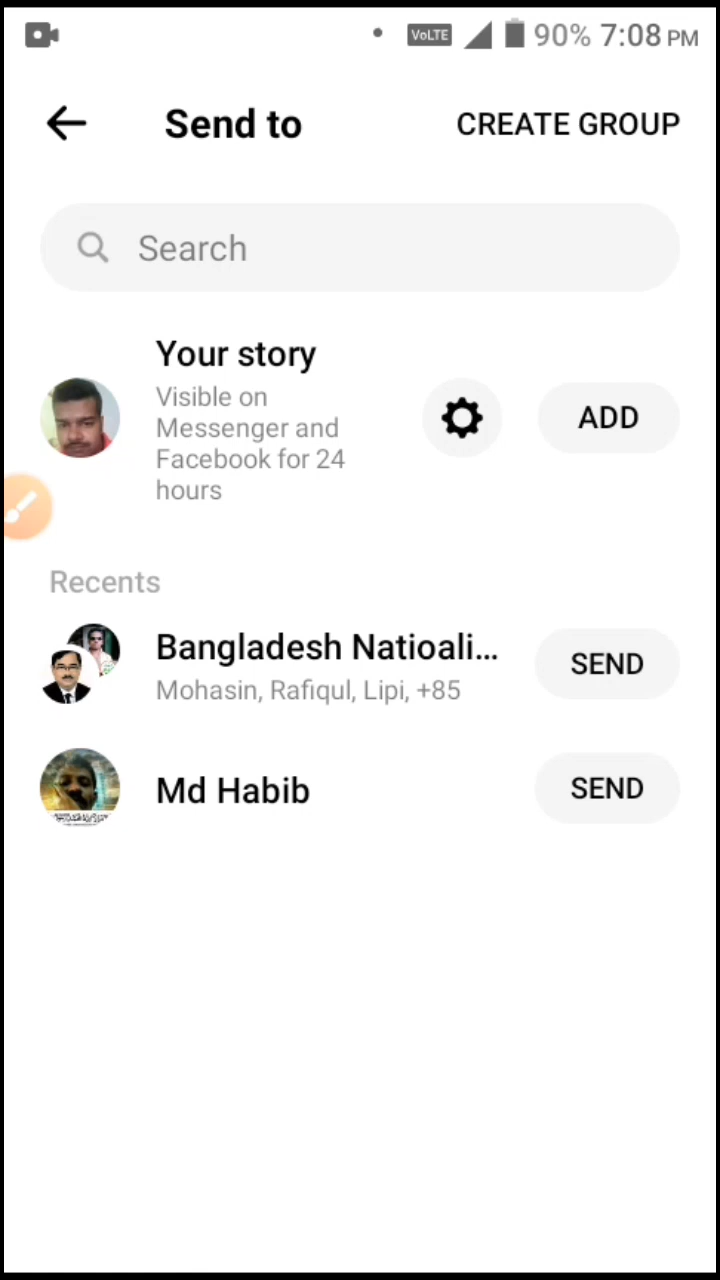 VoLTE 90% 7:08 PM
Send to CREATE GROUP
Search
Your story
Visible on
Messenger and
Facebook for 24
hours
ADD
Recents
Bangladesh Natioali...
Mohasin, Rafiqul, Lipi, +85
SEND
Md Habib
SEND